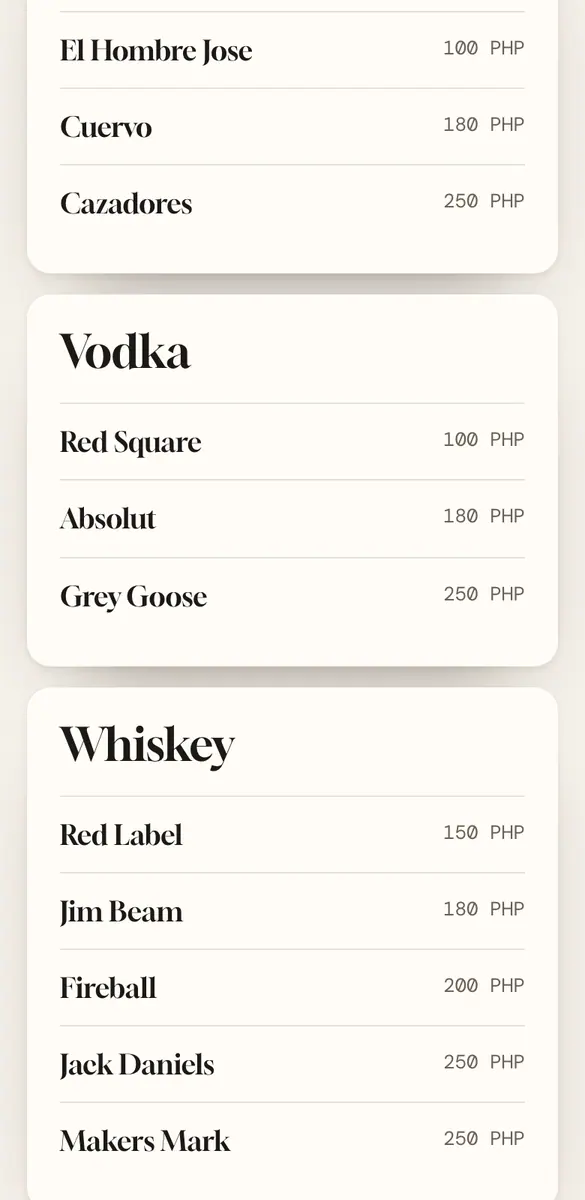 El Hombre Jose 100 PHP
Cuervo 180 PHP
Cazadores 250 PHP
Vodka
Red Square 100 PHP
Absolut 180 PHP
Grey Goose 250 PHP
Whiskey
Red Label 150 PHP
Jim Beam 180 PHP
Fireball 200 PHP
Jack Daniels 250 PHP
Makers Mark 250 PHP